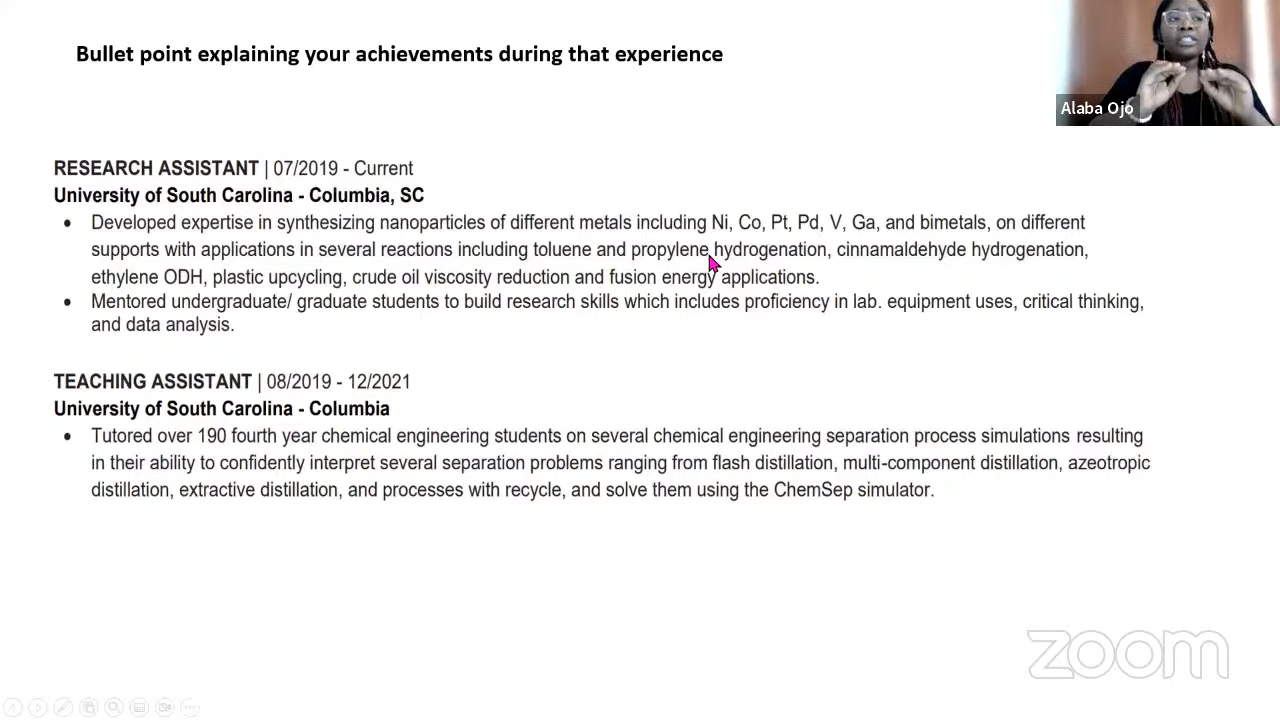 Bullet point explaining your achievements during that experience
Alaba Ojo
RESEARCH ASSISTANT | 07/2019 - Current
University of South Carolina - Columbia, SC
• Developed expertise in synthesizing nanoparticles of different metals including Ni, Co, Pt, Pd, V, Ga, and bimetals, on different
supports with applications in several reactions including toluene and propylene hydrogenation, cinnamaldehyde hydrogenation,
ethylene ODH, plastic upcycling, crude oil viscosity reduction and fusion energy applications.
• Mentored undergraduate/ graduate students to build research skills which includes proficiency in lab. equipment uses, critical thinking,
and data analysis.
TEACHING ASSISTANT | 08/2019 - 12/2021
University of South Carolina - Columbia
• Tutored over 190 fourth year chemical engineering students on several chemical engineering separation process simulations resulting
in their ability to confidently interpret several separation problems ranging from flash distillation, multi-component distillation, azeotropic
distillation, extractive distillation, and processes with recycle, and solve them using the ChemSep simulator.
zoom